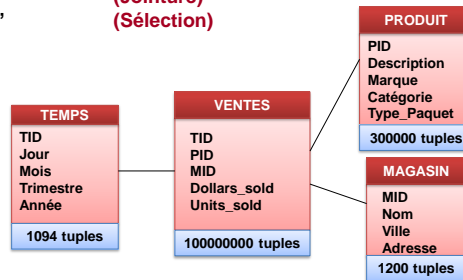 (Jointure)
,
(Sélection)
PRODUIT
PID
Description
Marque
Catégorie
Type_Paquet
300000 tuples
TEMPS
TID
Jour
Mois
Trimestre
Année
1094 tuples
VENTES
TID
PID
MID
Dollars_sold
Units_sold
100000000 tuples
MAGASIN
MID
Nom
Ville
Adresse
1200 tuples